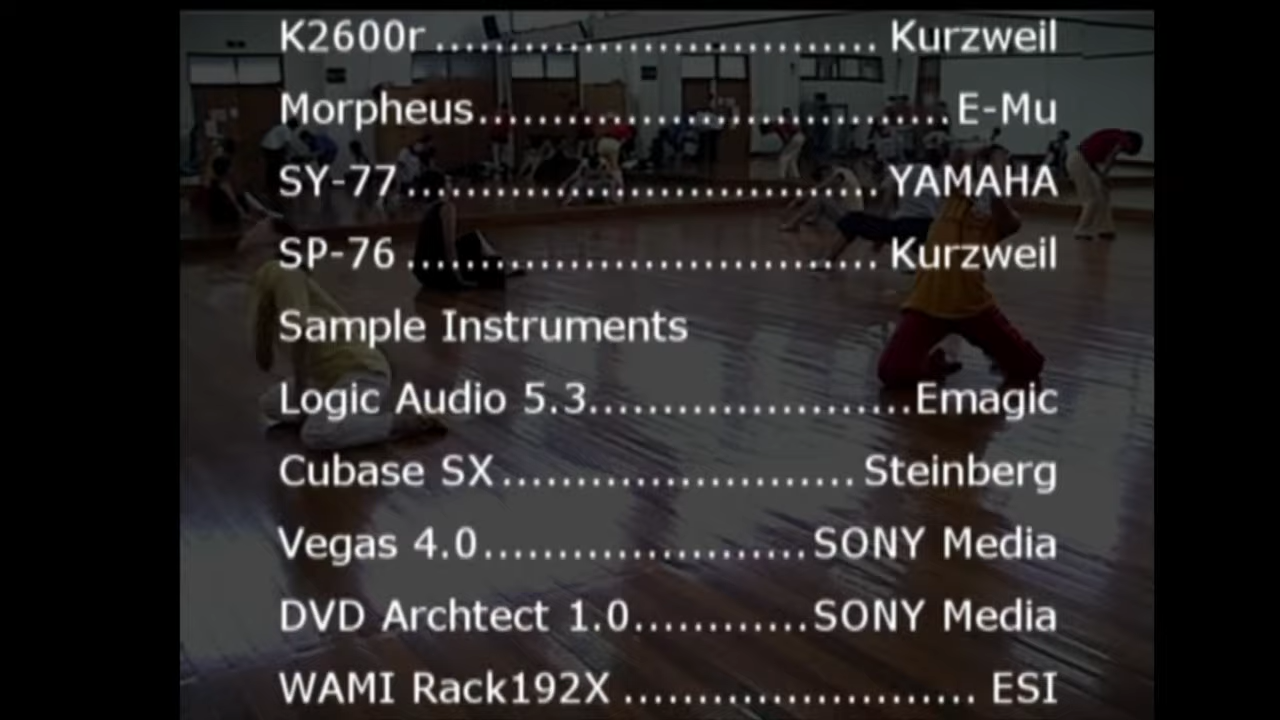 K2600r .............................. Kurzweil
Morpheus................................ E-Mu
SY-77 ................................ YAMAHA
SP-76 ................................ Kurzweil
Sample Instruments
Logic Audio 5.3......................Emagic
Cubase SX........................ Steinberg
Vegas 4.0......................SONY Media
DVD Archtect 1.0............SONY Media
WAMI Rack192X ........................ ESI